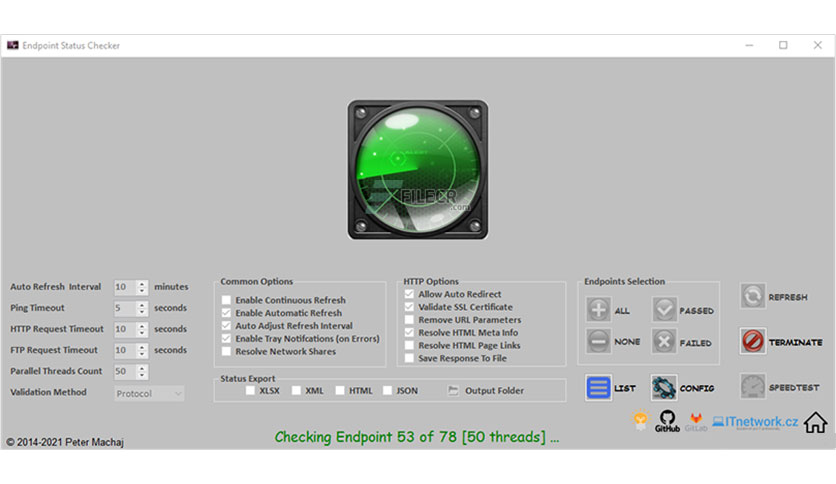 Endpoint Status Checker
ALERT
FILECR
.com
Auto Refresh Interval 10 minutes
Ping Timeout 5 seconds
HTTP Request Timeout 10 seconds
FTP Request Timeout 10 seconds
Parallel Threads Count 50
Validation Method Protocol
Common Options
Enable Continuous Refresh
Enable Automatic Refresh
Auto Adjust Refresh Interval
Enable Tray Notifications (on Errors)
Resolve Network Shares
HTTP Options
Allow Auto Redirect
Validate SSL Certificate
Remove URL Parameters
Resolve HTML Meta Info
Resolve HTML Page Links
Save Response To File
Status Export
XLSX XML HTML JSON Output Folder
Endpoints Selection
ALL PASSED
NONE FAILED
LIST CONFIG
REFRESH
TERMINATE
SPEEDTEST
GitHub GitLab ITnetwork.cz
Checking Endpoint 53 of 78 [50 threads] ...
© 2014-2021 Peter Machaj